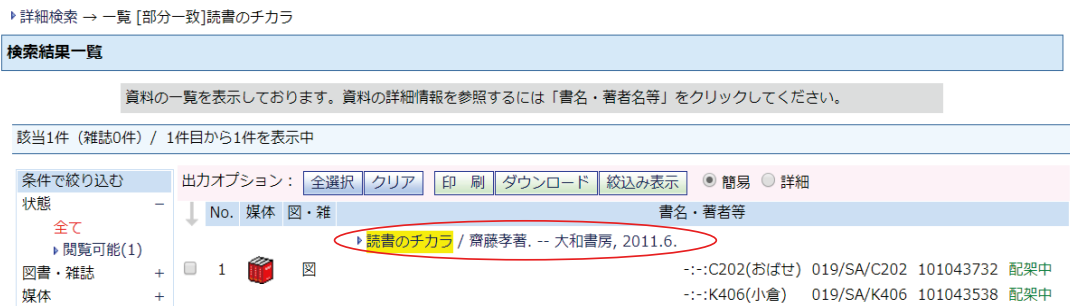 詳細検索 → 一覧 [部分一致]読書のチカラ
検索結果一覧
資料の一覧を表示しております。資料の詳細情報を参照するには「書名・著者名等」をクリックしてください。
該当1件（雑誌0件）/ 1件目から1件を表示中
条件で絞り込む
状態 −
全て
閲覧可能(1)
図書・雑誌 +
媒体 +
出力オプション： 全選択 クリア 印 刷 ダウンロード 絞込み表示 簡易 詳細
No. 媒体 図・雑 書名・著者等
読書のチカラ / 齋藤孝著. -- 大和書房, 2011.6.
1 図 -:-:C202(おばせ) 019/SA/C202 101043732 配架中
-:-:K406(小倉) 019/SA/K406 101043538 配架中